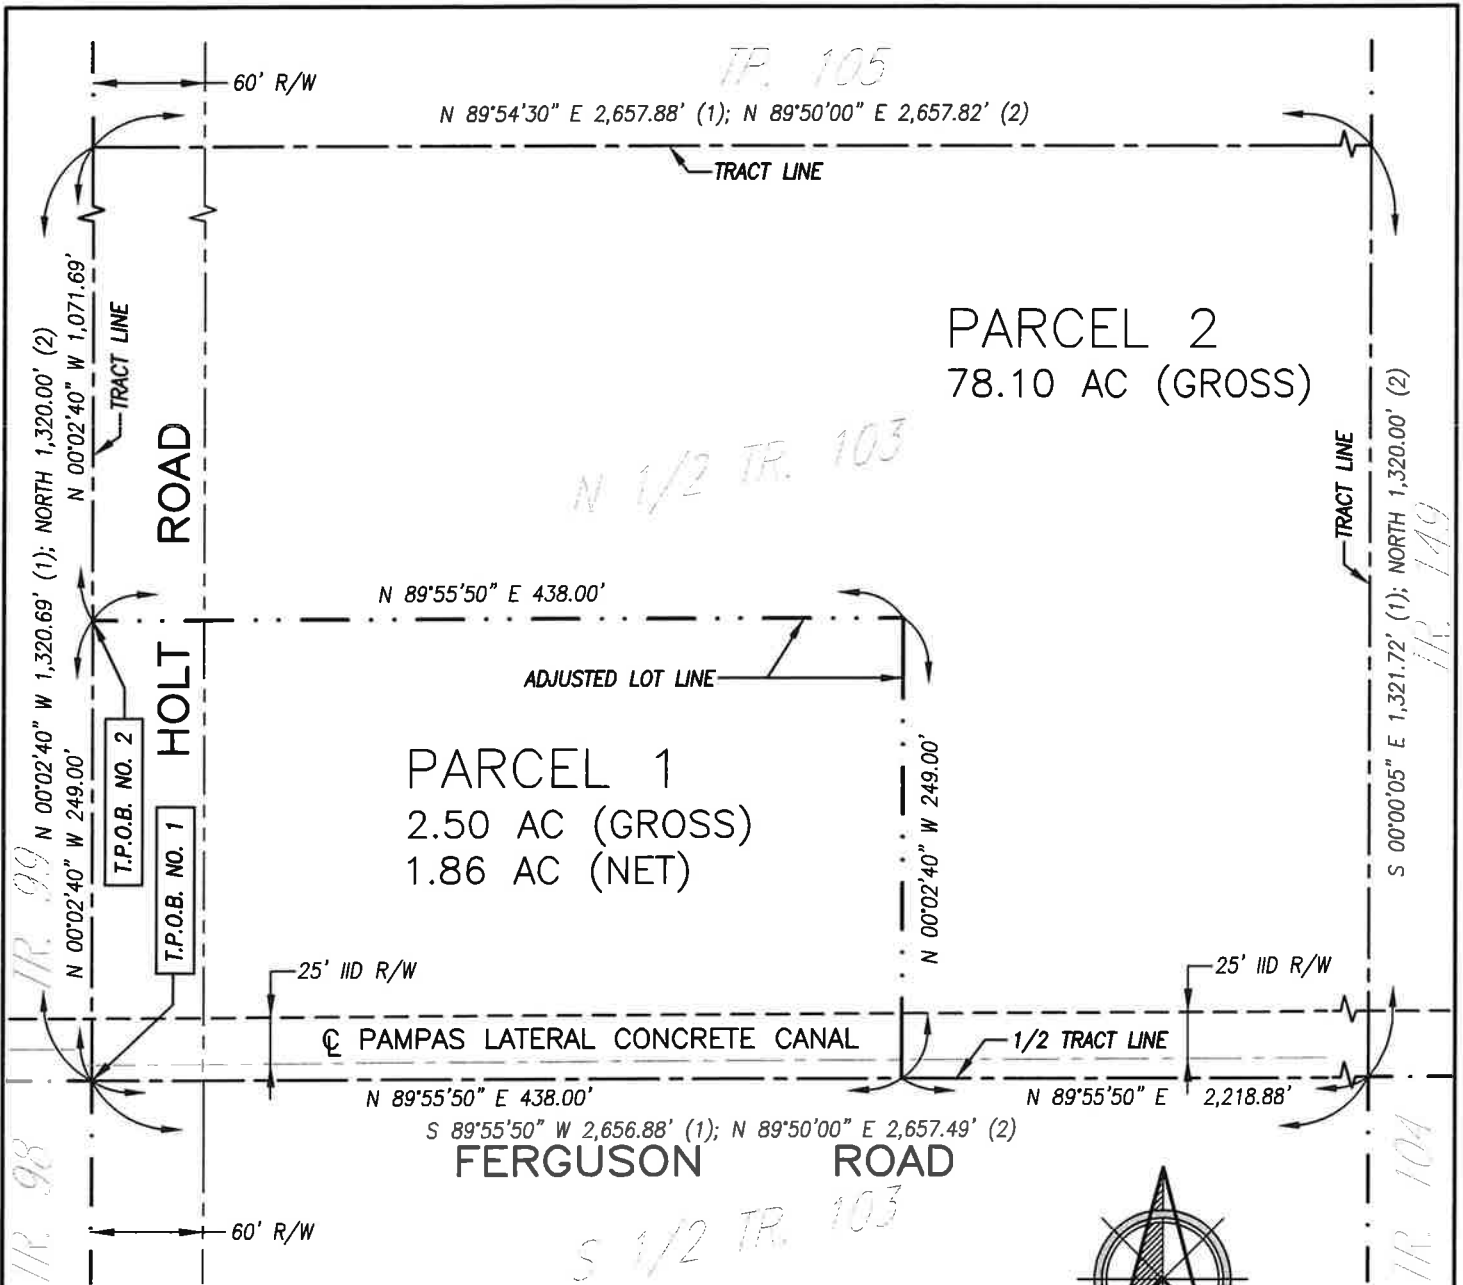 TR. 105
60' R/W
N 89°54'30" E 2,657.88' (1); N 89°50'00" E 2,657.82' (2)
TRACT LINE
N 00°02'40" W 1,320.69' (1); NORTH 1,320.00' (2)
N 00°02'40" W 1,071.69'
TRACT LINE
HOLT ROAD
PARCEL 2
78.10 AC (GROSS)
N 1/2 TR. 103
TRACT LINE
S 00°00'05" E 1,321.72' (1); NORTH 1,320.00' (2)
TR. 149
N 89°55'50" E 438.00'
ADJUSTED LOT LINE
T.P.O.B. NO. 2
T.P.O.B. NO. 1
N 00°02'40" W 249.00'
TR. 99
PARCEL 1
2.50 AC (GROSS)
1.86 AC (NET)
N 00°02'40" W 249.00'
25' IID R/W
25' IID R/W
℄ PAMPAS LATERAL CONCRETE CANAL
1/2 TRACT LINE
N 89°55'50" E 438.00'
N 89°55'50" E 2,218.88'
S 89°55'50" W 2,656.88' (1); N 89°50'00" E 2,657.49' (2)
FERGUSON ROAD
TR. 98
60' R/W
S 1/2 TR. 103
TR. 104